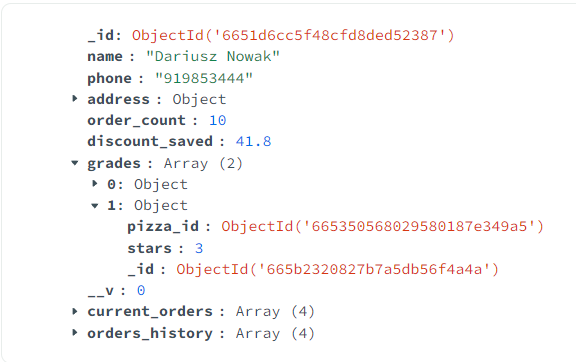 _id: ObjectId('6651d6cc5f48cfd8ded52387')
name : "Dariusz Nowak"
phone : "919853444"
address : Object
order_count : 10
discount_saved : 41.8
grades : Array (2)
0: Object
1: Object
pizza_id : ObjectId('665350568029580187e349a5')
stars : 3
_id : ObjectId('665b2320827b7a5db56f4a4a')
__v : 0
current_orders : Array (4)
orders_history : Array (4)